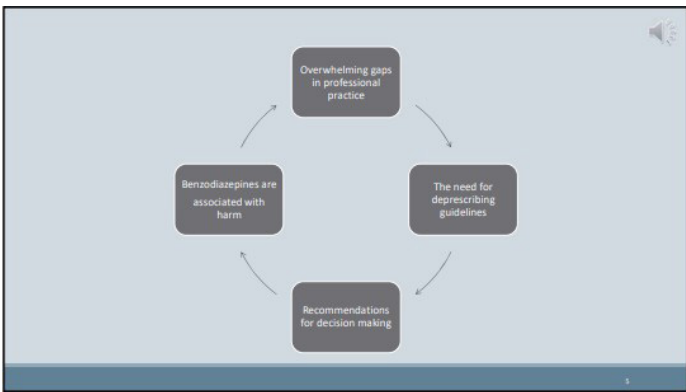 Overwhelming gaps
in professional
practice
Benzodiazepines are
associated with
harm
The need for
deprescribing
guidelines
Recommendations
for decision making
5